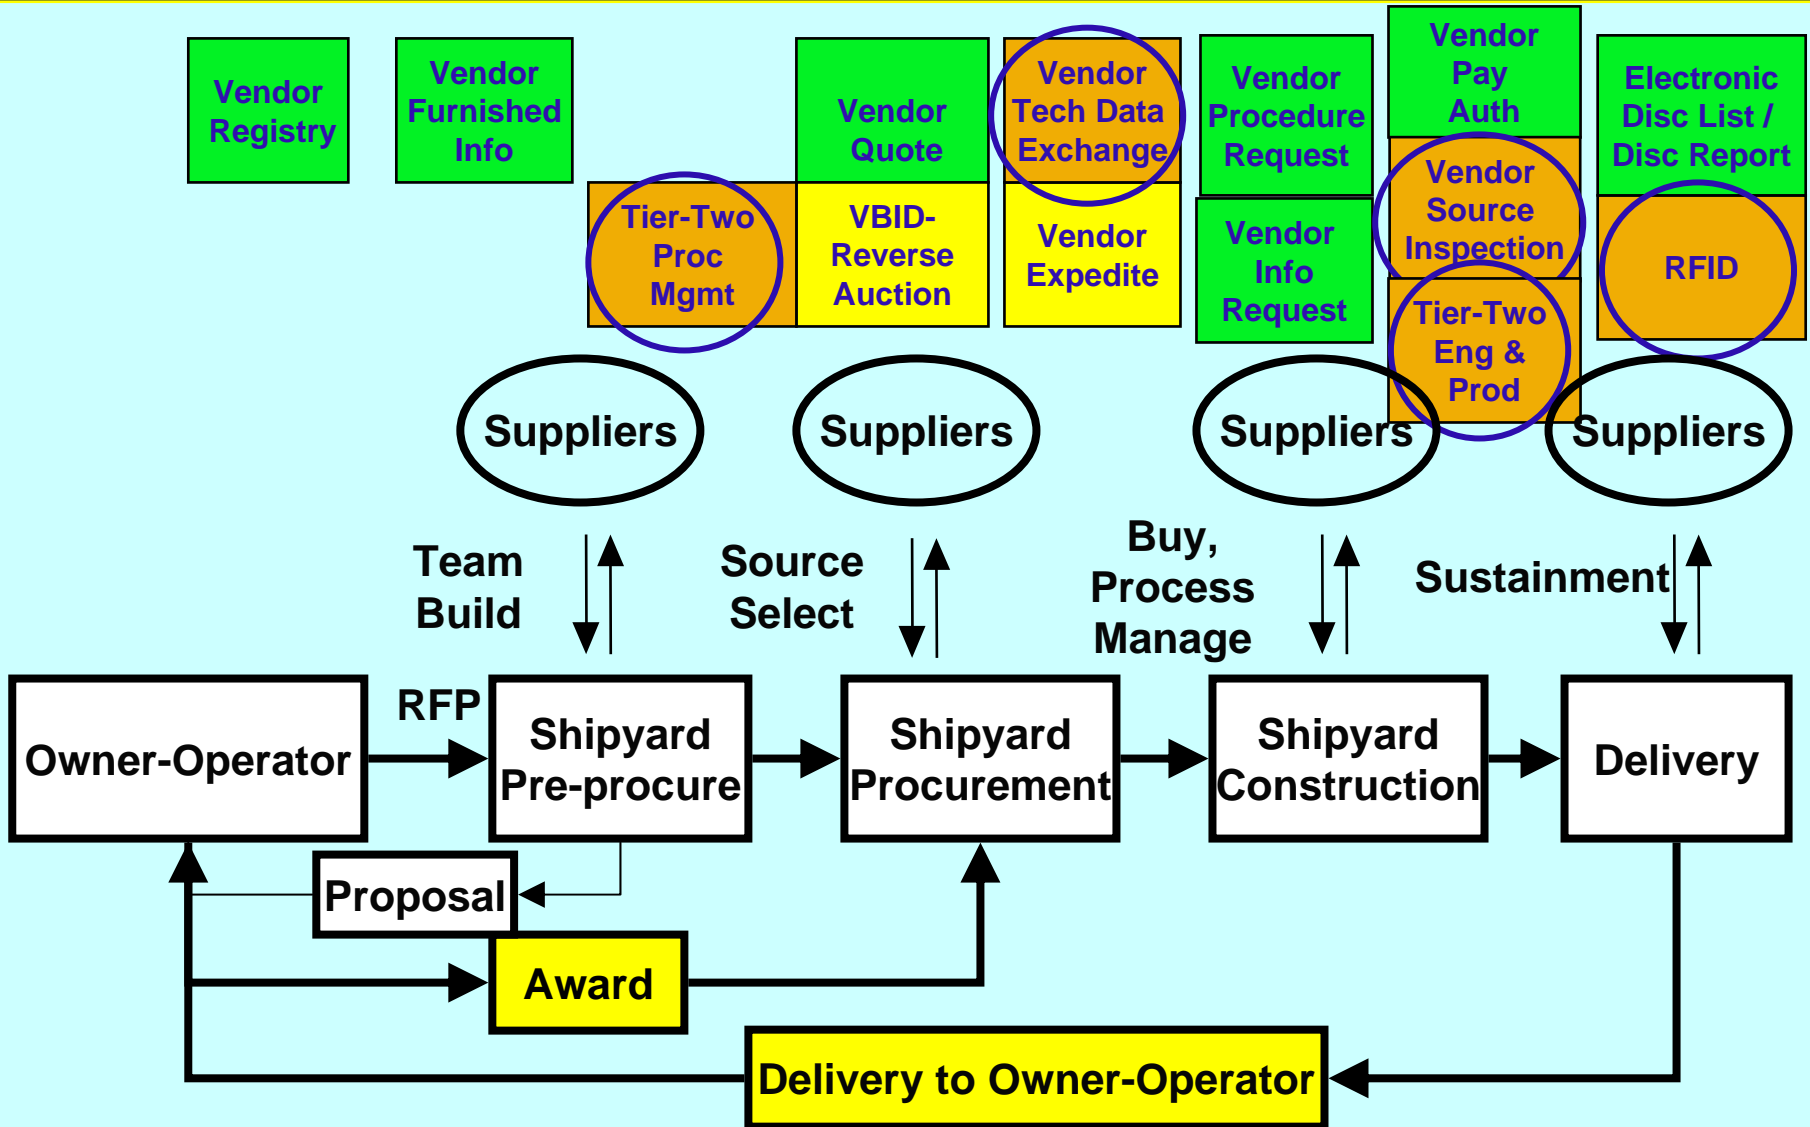 Vendor
Registry
Vendor
Furnished
Info
Tier-Two
Proc
Mgmt
Vendor
Quote
VBID-
Reverse
Auction
Vendor
Tech Data
Exchange
Vendor
Expedite
Vendor
Procedure
Request
Vendor
Info
Request
Vendor
Pay
Auth
Vendor
Source
Inspection
Tier-Two
Eng &
Prod
Electronic
Disc List /
Disc Report
RFID
Suppliers
Suppliers
Suppliers
Suppliers
Team
Build
Source
Select
Buy,
Process
Manage
Sustainment
Owner-Operator
RFP
Shipyard
Pre-procure
Shipyard
Procurement
Shipyard
Construction
Delivery
Proposal
Award
Delivery to Owner-Operator